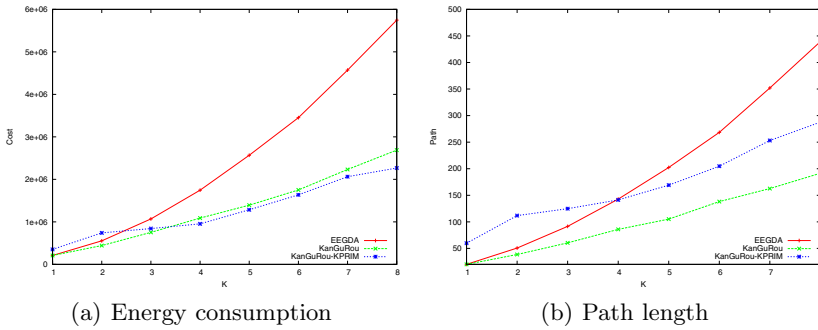 6e+06
5e+06
4e+06
3e+06
2e+06
1e+06
0
Cost
1 2 3 4 5 6 7 8
K
EEGDA
KanGuRou
KanGuRou-KPRIM
(a) Energy consumption
500
450
400
350
300
250
200
150
100
50
Path
1 2 3 4 5 6 7
K
EEGDA
KanGuRou
KanGuRou-KPRIM
(b) Path length